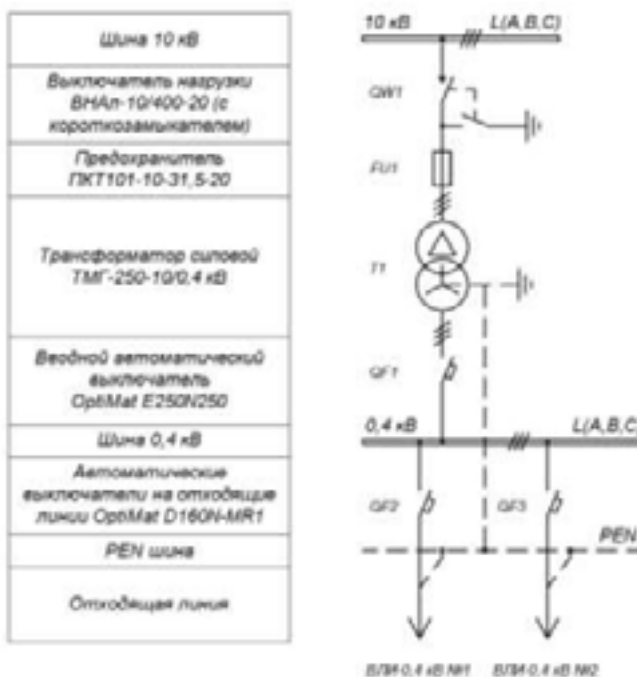 Шина 10 кВ
Выключатель нагрузки
ВНАл-10/400-20 (с
короткозамыкателем)
Предохранитель
ПКТ101-10-31,5-20
Трансформатор силовой
ТМГ-250-10/0,4 кВ
Вводной автоматический
выключатель
OptiMat E250N250
Шина 0,4 кВ
Автоматические
выключатели на отходящие
линии OptiMat D160N-MR1
PEN шина
Отходящая линия
10 кВ L(A,B,C)
QW1
FU1
T1
QF1
0,4 кВ L(A,B,C)
QF2 QF3
PEN
ВЛИ-0,4 кВ №1 ВЛИ-0,4 кВ №2